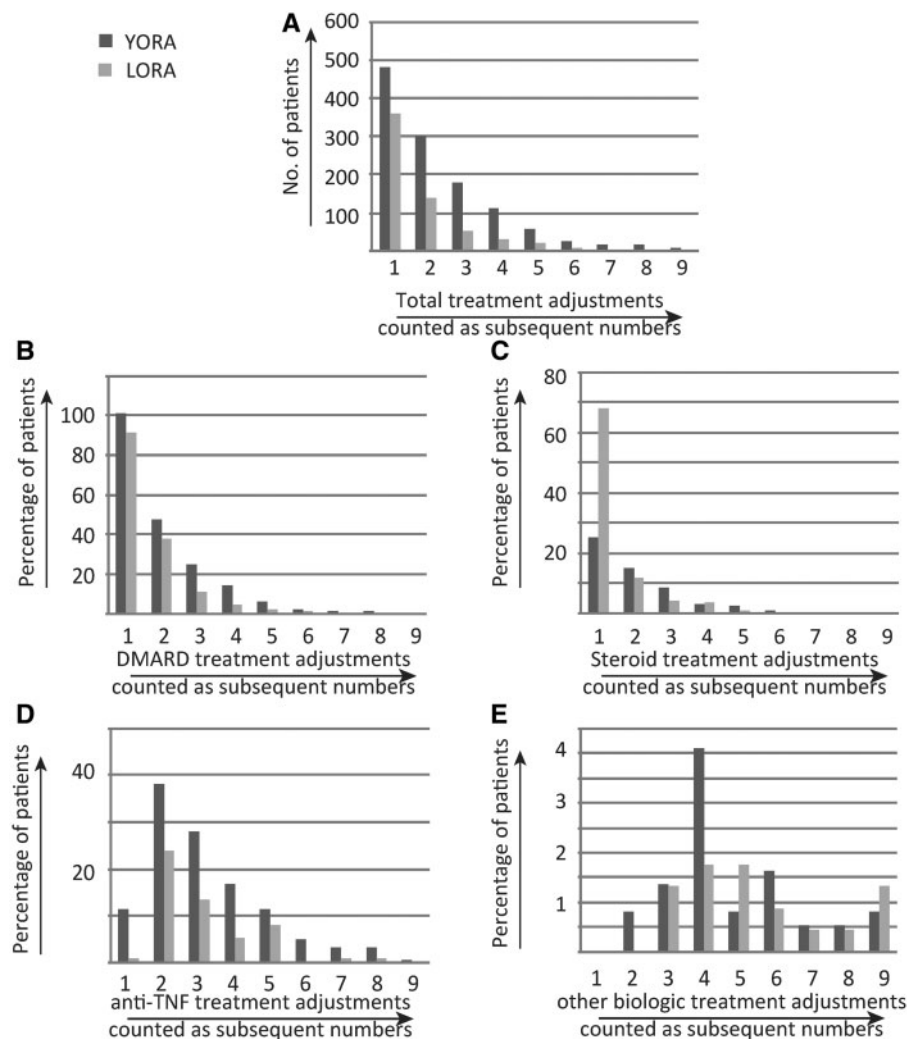 YORA
LORA
A
No. of patients
600
500
400
300
200
100
1 2 3 4 5 6 7 8 9
Total treatment adjustments
counted as subsequent numbers
B
Percentage of patients
100
80
60
40
20
1 2 3 4 5 6 7 8 9
DMARD treatment adjustments
counted as subsequent numbers
C
Percentage of patients
80
60
40
20
1 2 3 4 5 6 7 8 9
Steroid treatment adjustments
counted as subsequent numbers
D
Percentage of patients
40
20
1 2 3 4 5 6 7 8 9
anti-TNF treatment adjustments
counted as subsequent numbers
E
Percentage of patients
4
3
2
1
1 2 3 4 5 6 7 8 9
other biologic treatment adjustments
counted as subsequent numbers